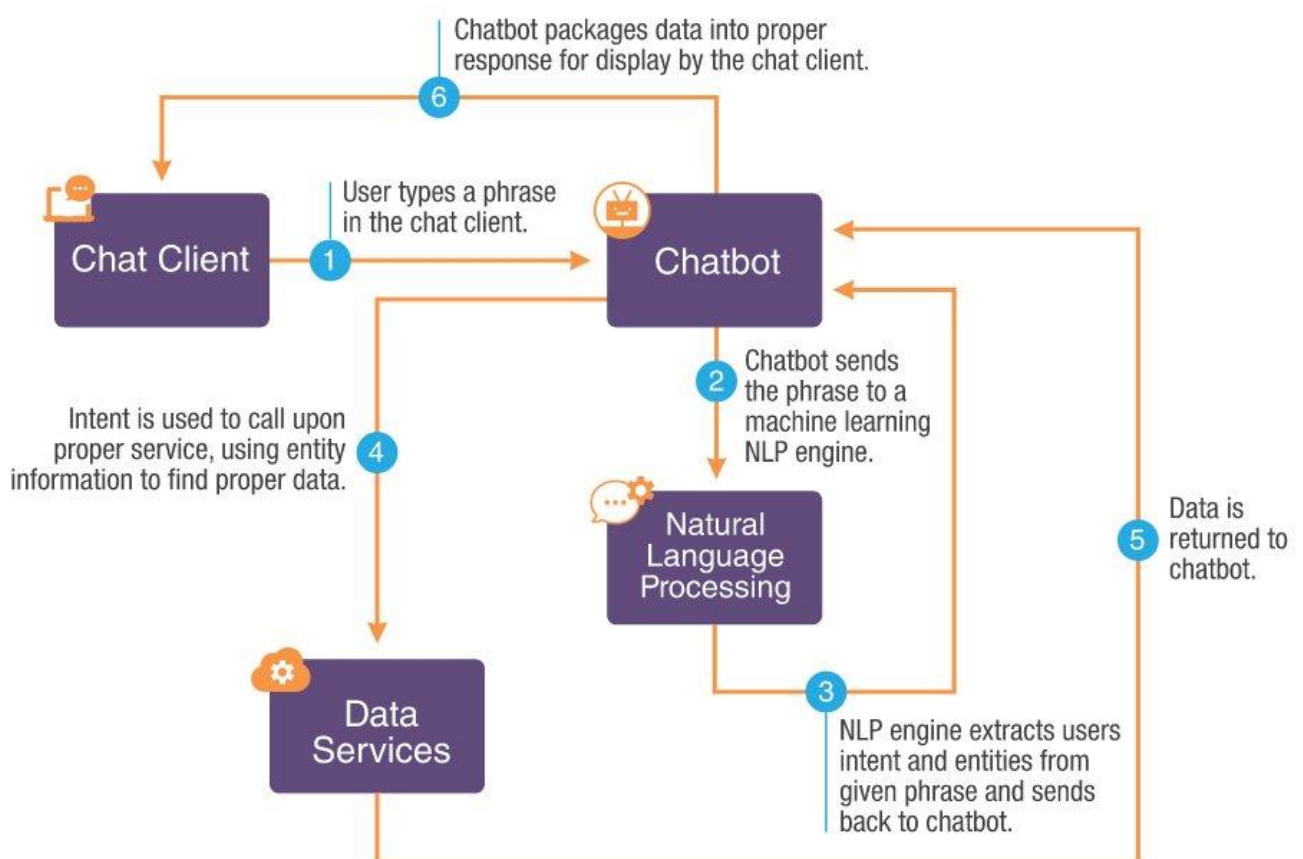 Chatbot packages data into proper
response for display by the chat client.
6
User types a phrase
in the chat client.
Chat Client
1
Chatbot
2
Chatbot sends
the phrase to a
machine learning
NLP engine.
Intent is used to call upon
proper service, using entity
information to find proper data.
4
Natural
Language
Processing
5
Data is
returned to
chatbot.
Data
Services
3
NLP engine extracts users
intent and entities from
given phrase and sends
back to chatbot.